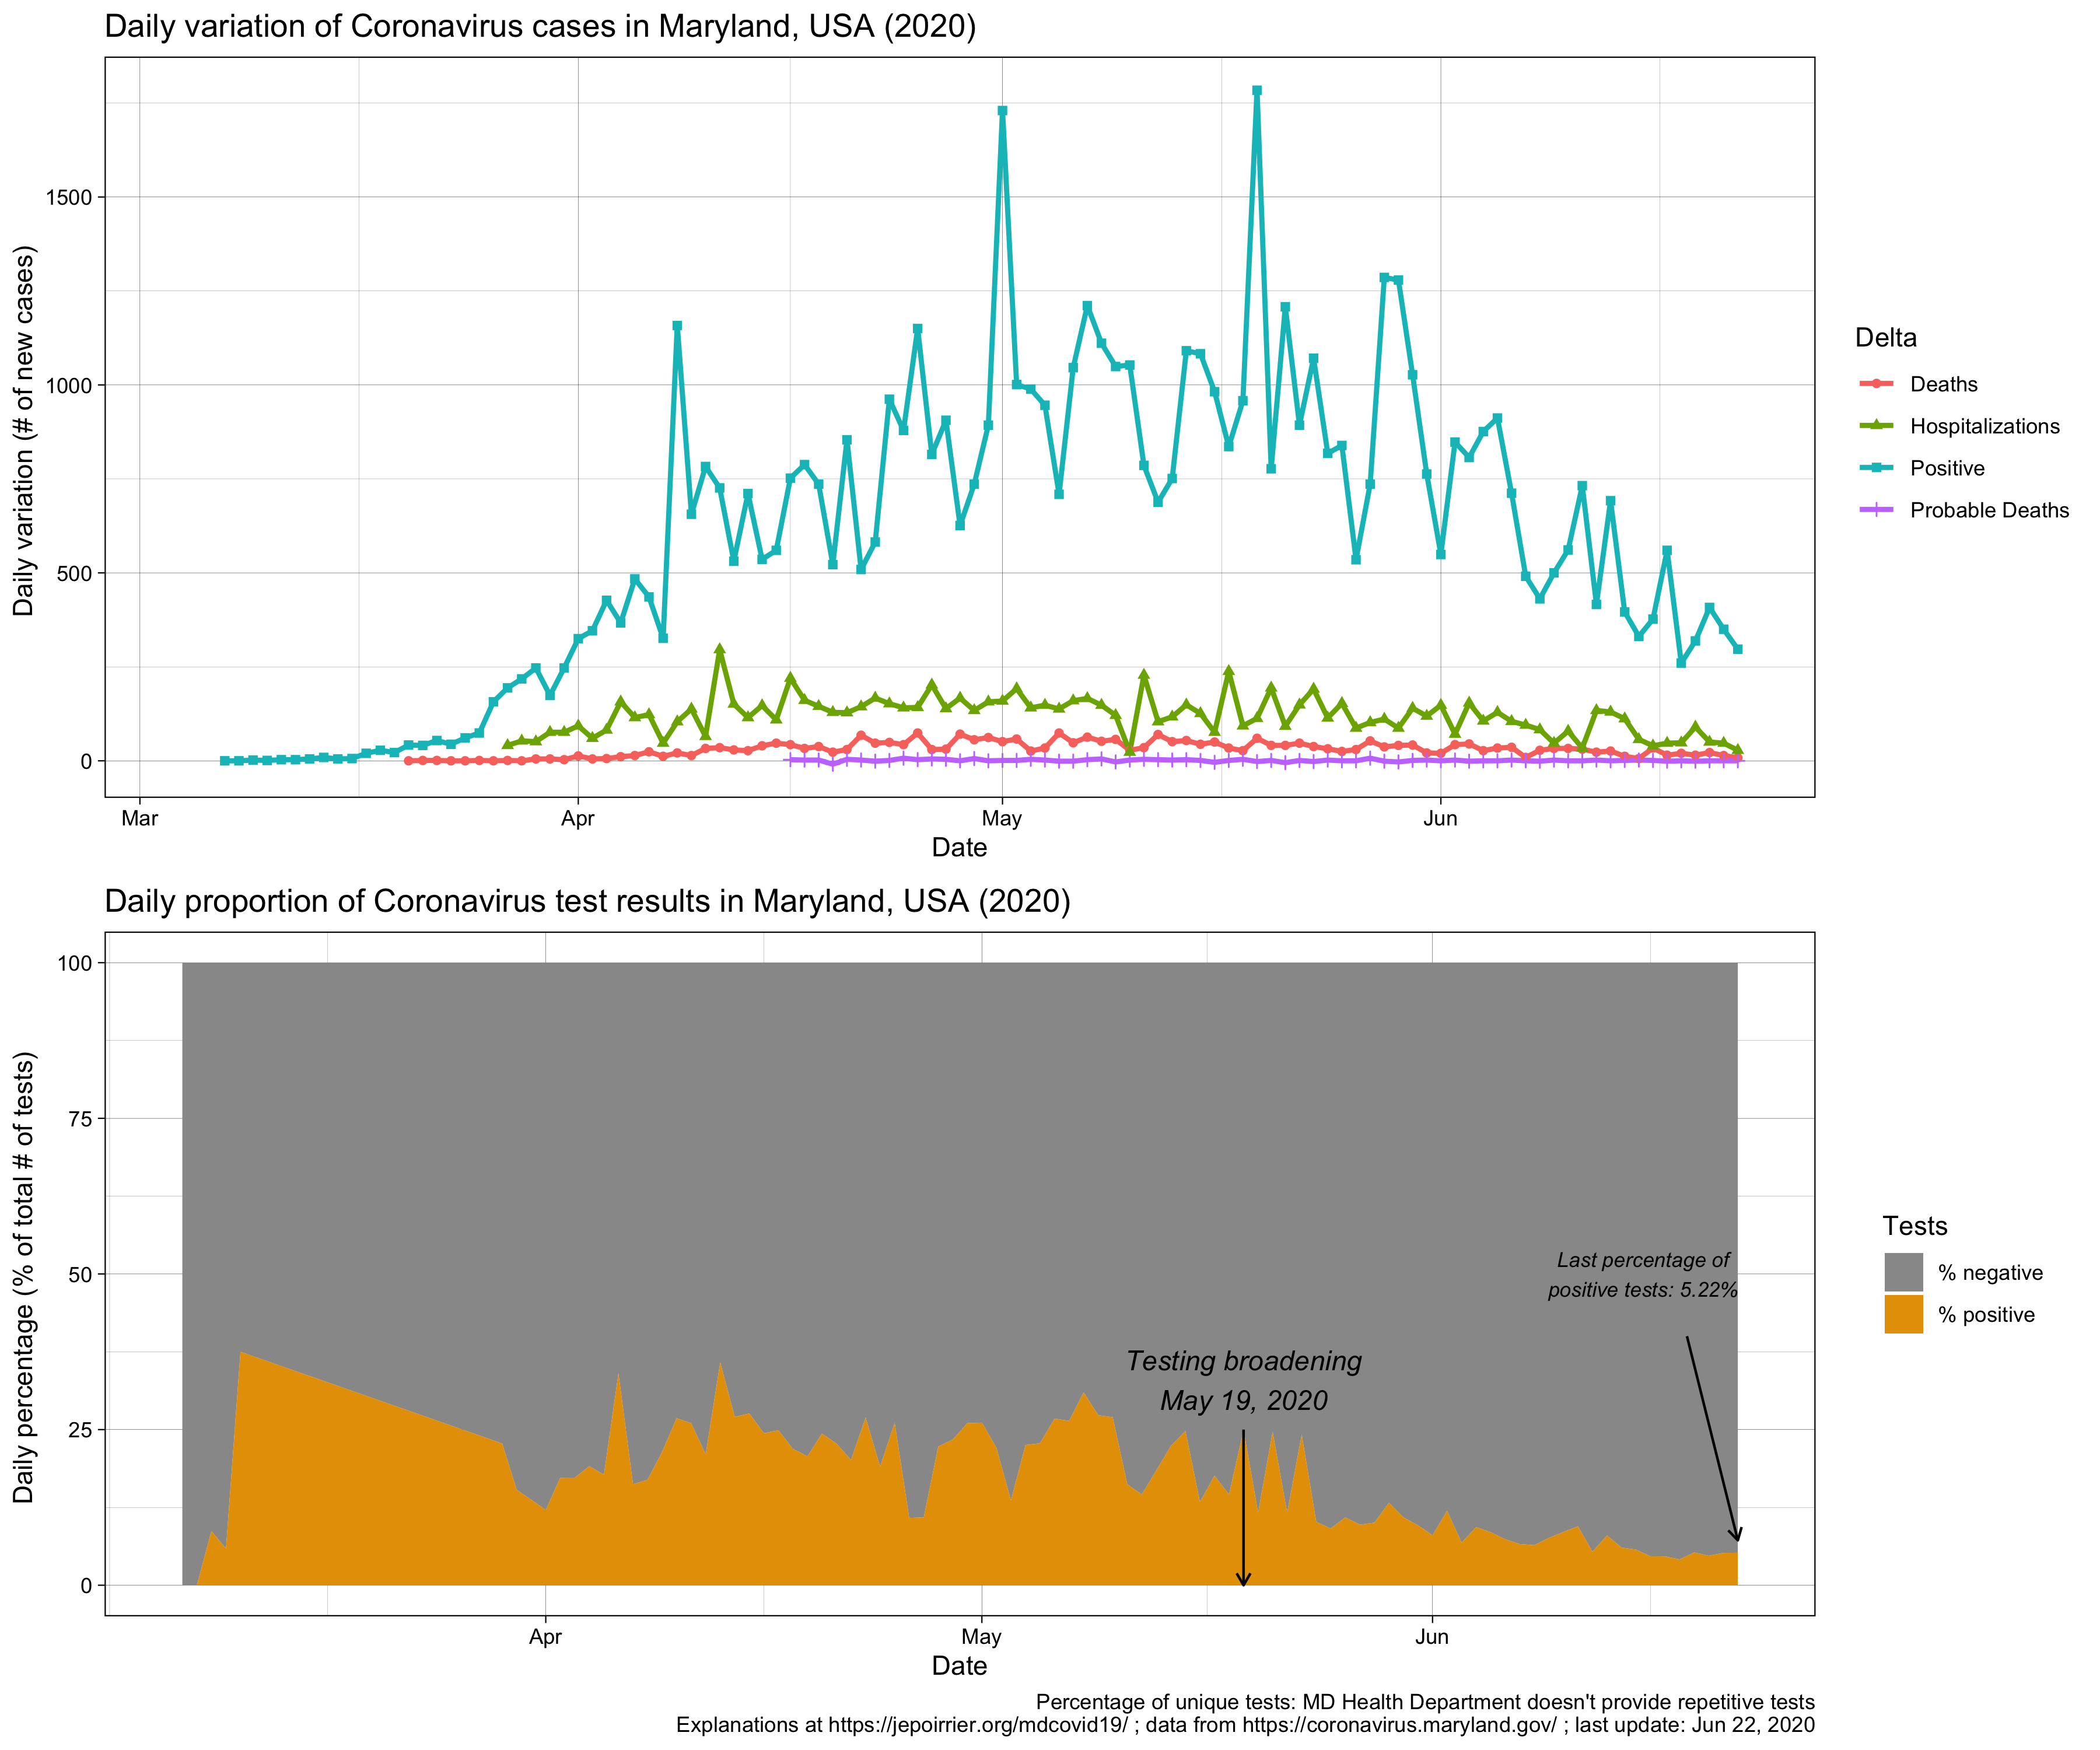 Daily variation of Coronavirus cases in Maryland, USA (2020)
Daily variation (# of new cases)
1500
1000
500
0
Mar
Apr
May
Jun
Date
Delta
Deaths
Hospitalizations
Positive
Probable Deaths
Daily proportion of Coronavirus test results in Maryland, USA (2020)
Daily percentage (% of total # of tests)
100
75
50
25
0
Last percentage of
positive tests: 5.22%
Testing broadening
May 19, 2020
Apr
May
Jun
Date
Tests
% negative
% positive
Percentage of unique tests: MD Health Department doesn't provide repetitive tests
Explanations at https://jepoirrier.org/mdcovid19/ ; data from https://coronavirus.maryland.gov/ ; last update: Jun 22, 2020